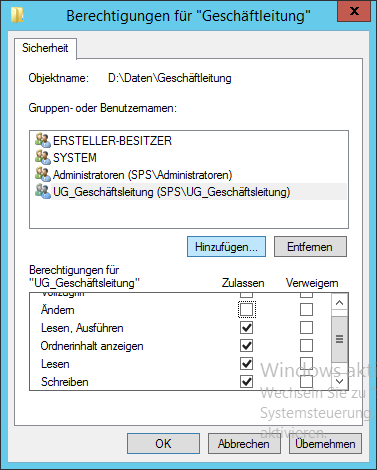 Berechtigungen für "Geschäftleitung"
Sicherheit
Objektname: D:\Daten\Geschäftleitung
Gruppen- oder Benutzernamen:
ERSTELLER-BESITZER
SYSTEM
Administratoren (SPS\Administratoren)
UG_Geschäftsleitung (SPS\UG_Geschäftsleitung)
Hinzufügen... Entfernen
Berechtigungen für
"UG_Geschäftsleitung" Zulassen Verweigern
Vollzugriff
Ändern
Lesen, Ausführen
Ordnerinhalt anzeigen
Lesen
Schreiben
Windows akt
Wechseln Sie zu
Systemsteuerung
aktivieren.
OK Abbrechen Übernehmen